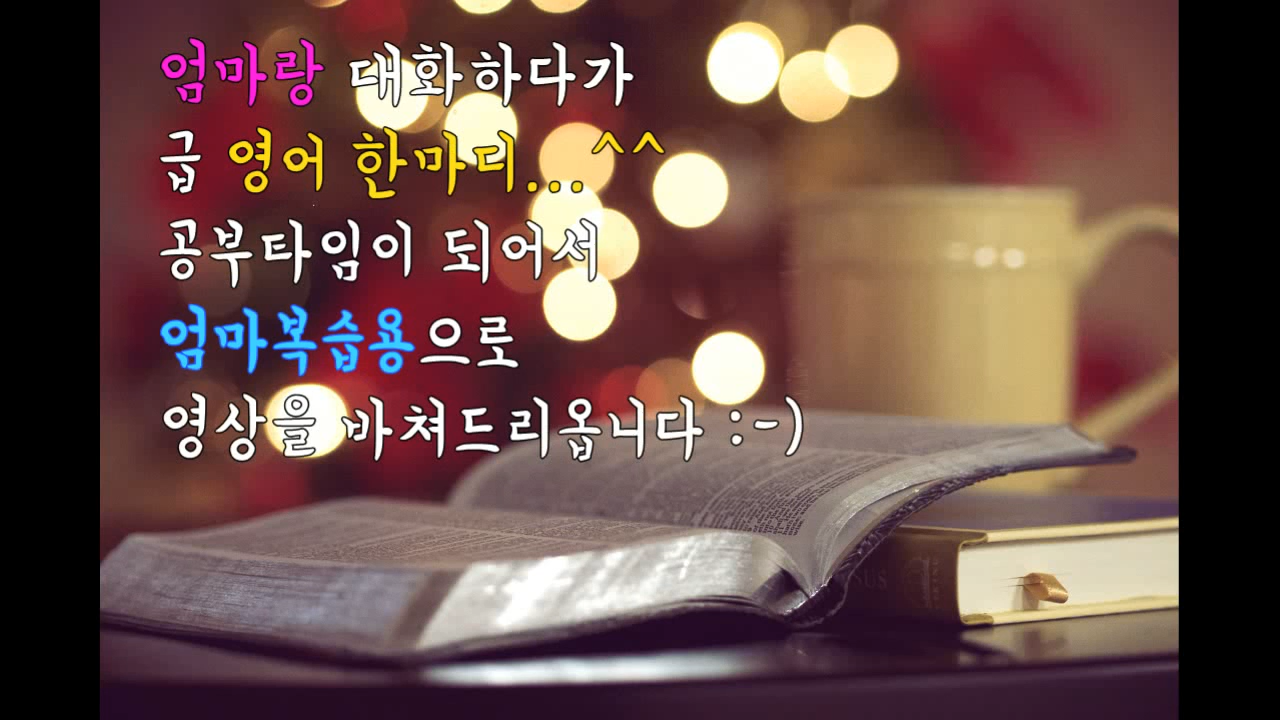 엄마랑 대화하다가
급 영어 한마디...^^
공부타임이 되어서
엄마복습용으로
영상을 바쳐드리옵니다 :-)